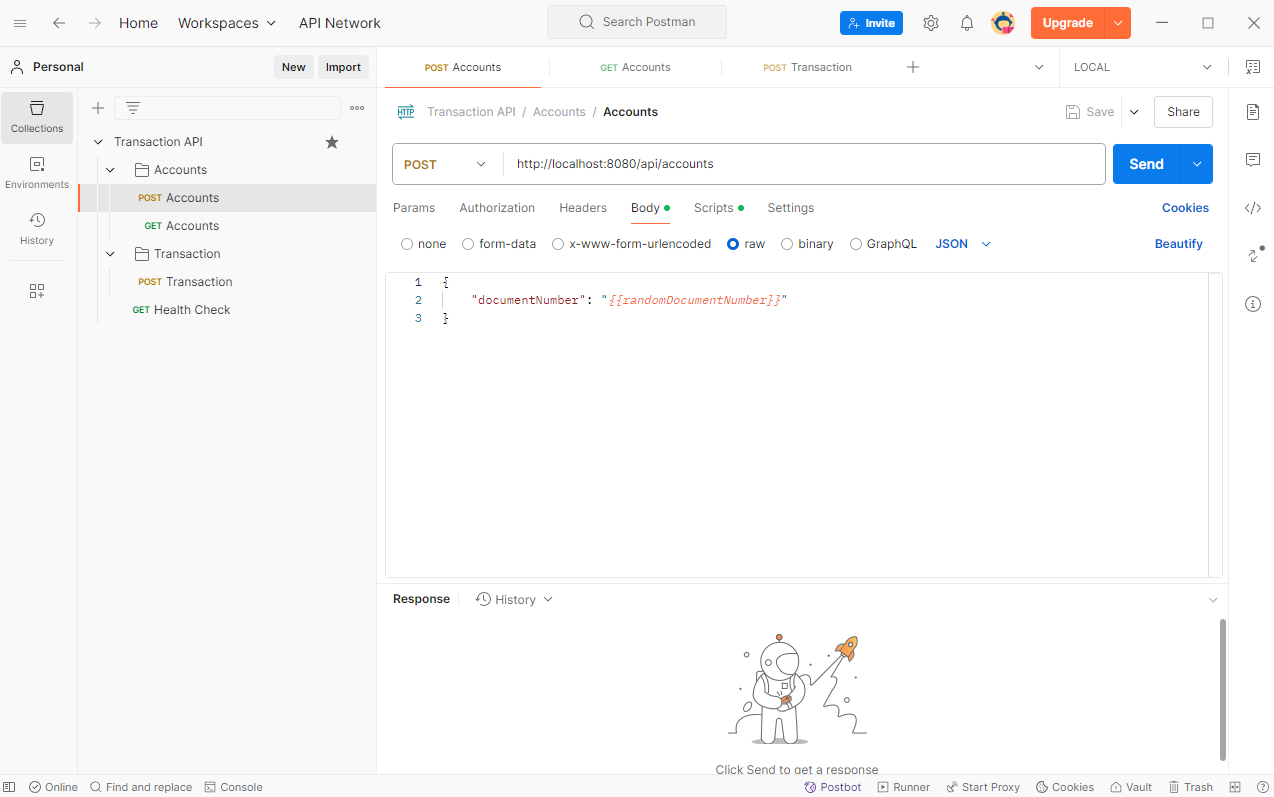 Home Workspaces API Network Search Postman Invite Upgrade
Personal New Import POST Accounts GET Accounts POST Transaction LOCAL
Collections
Environments
History
Transaction API
Accounts
POST Accounts
GET Accounts
Transaction
POST Transaction
GET Health Check
HTTP Transaction API / Accounts / Accounts Save Share
POST http://localhost:8080/api/accounts Send
Params Authorization Headers Body Scripts Settings Cookies
none form-data x-www-form-urlencoded raw binary GraphQL JSON Beautify
1 {
2 "documentNumber": "{{randomDocumentNumber}}"
3 }
Response History
Click Send to get a response
Online Find and replace Console Postbot Runner Start Proxy Cookies Vault Trash